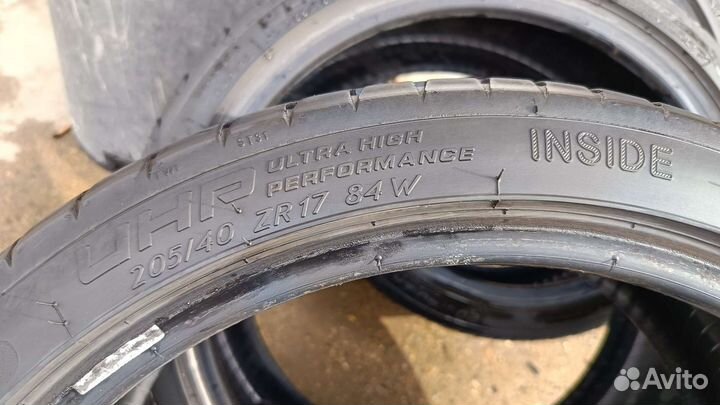 UHR ULTRA HIGH
PERFORMANCE
205/40 ZR17 84W
INSIDE
Avito